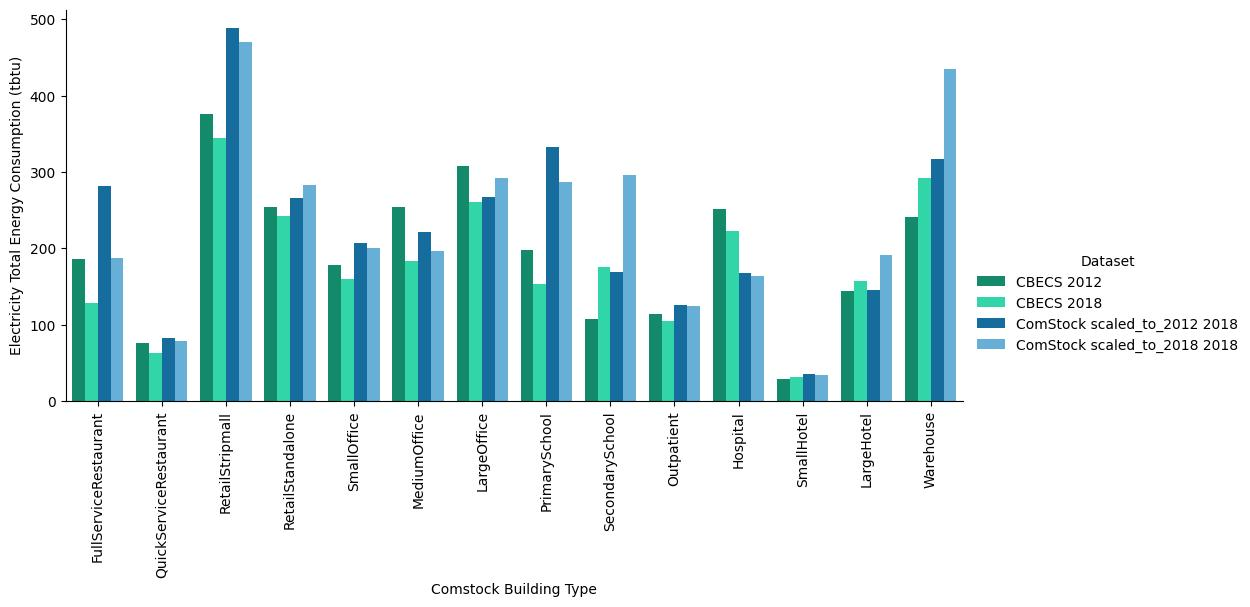 Electricity Total Energy Consumption (tbtu)
500
400
300
200
100
0
FullServiceRestaurant
QuickServiceRestaurant
RetailStripmall
RetailStandalone
SmallOffice
MediumOffice
LargeOffice
PrimarySchool
SecondarySchool
Outpatient
Hospital
SmallHotel
LargeHotel
Warehouse
Comstock Building Type
Dataset
CBECS 2012
CBECS 2018
ComStock scaled_to_2012 2018
ComStock scaled_to_2018 2018